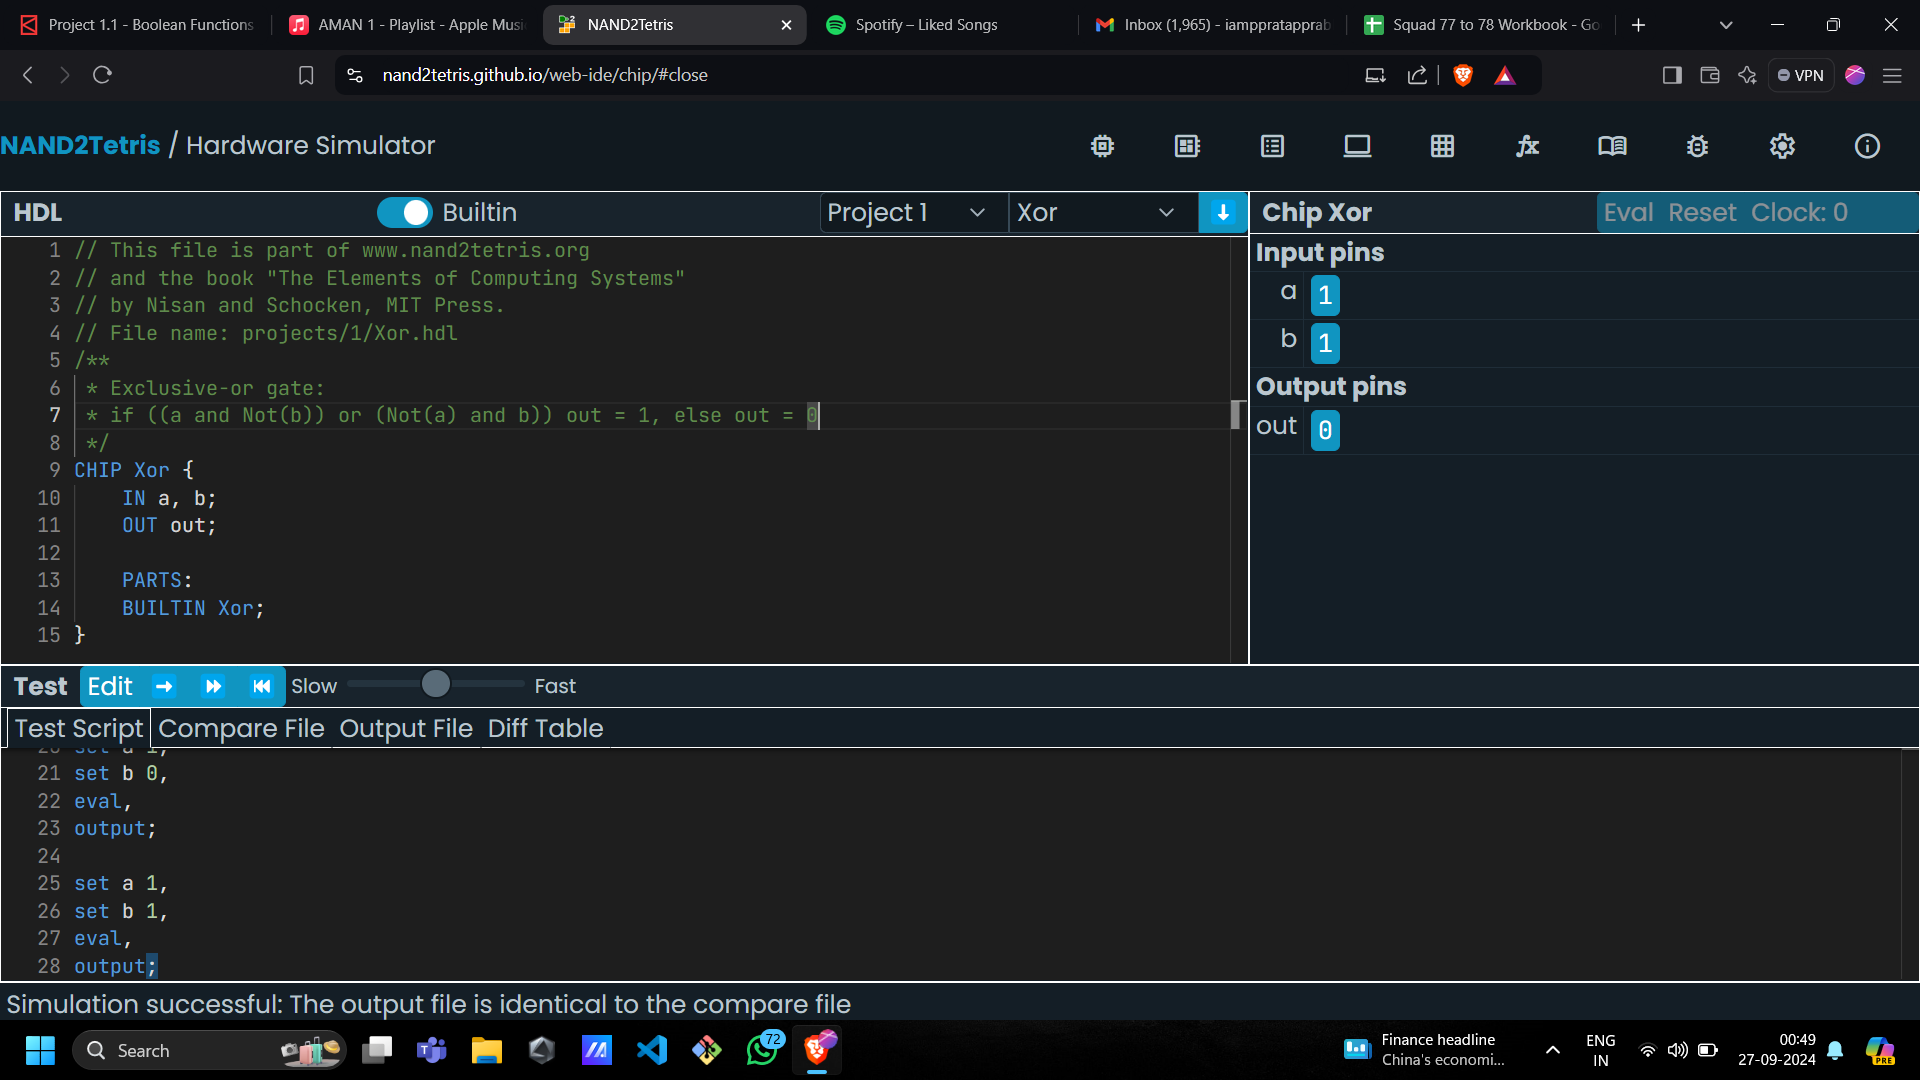 Project 1.1 - Boolean Functions
AMAN 1 - Playlist - Apple Musi
NAND2Tetris
Spotify – Liked Songs
Inbox (1,965) - iamppratapprab
Squad 77 to 78 Workbook - Go
nand2tetris.github.io/web-ide/chip/#close
VPN
NAND2Tetris / Hardware Simulator
HDL
Builtin
Project 1
Xor
Chip Xor
Eval Reset Clock: 0
1 // This file is part of www.nand2tetris.org
2 // and the book "The Elements of Computing Systems"
3 // by Nisan and Schocken, MIT Press.
4 // File name: projects/1/Xor.hdl
5 /**
6 * Exclusive-or gate:
7 * if ((a and Not(b)) or (Not(a) and b)) out = 1, else out = 0
8 */
9 CHIP Xor {
10 IN a, b;
11 OUT out;
12
13 PARTS:
14 BUILTIN Xor;
15 }
Input pins
a 1
b 1
Output pins
out 0
Test Edit Slow Fast
Test Script Compare File Output File Diff Table
20 set a 1,
21 set b 0,
22 eval,
23 output;
24
25 set a 1,
26 set b 1,
27 eval,
28 output;
Simulation successful: The output file is identical to the compare file
Search
72
Finance headline
China's economi...
ENG
IN
00:49
27-09-2024
PRE